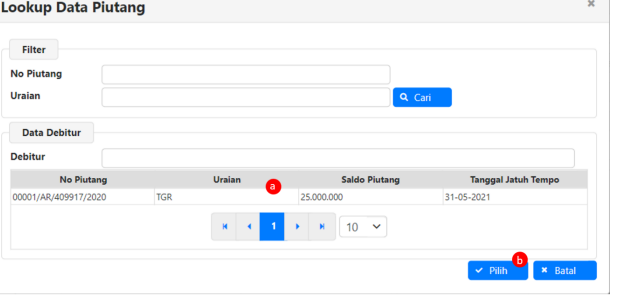 Lookup Data Piutang ×
Filter
No Piutang
Uraian Cari
Data Debitur
Debitur
No Piutang Uraian Saldo Piutang Tanggal Jatuh Tempo
a
00001/AR/409917/2020 TGR 25.000.000 31-05-2021
1 10
b
Pilih × Batal